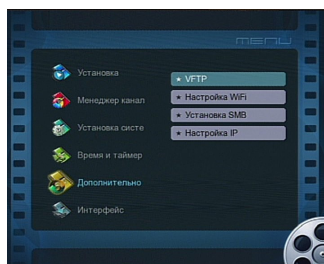 MENU
Установка
Менеджер канал
Установка систе
Время и таймер
Дополнительно
Интерфейс
★ VFTP
★ Настройка WiFi
★ Установка SMB
★ Настройка IP